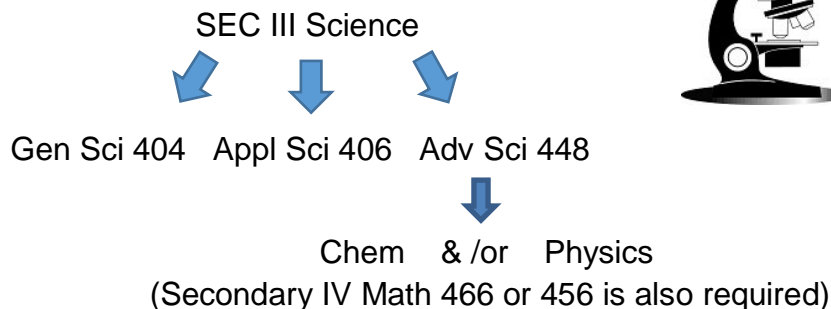 SEC III Science
Gen Sci 404 Appl Sci 406 Adv Sci 448
Chem & /or Physics
(Secondary IV Math 466 or 456 is also required)